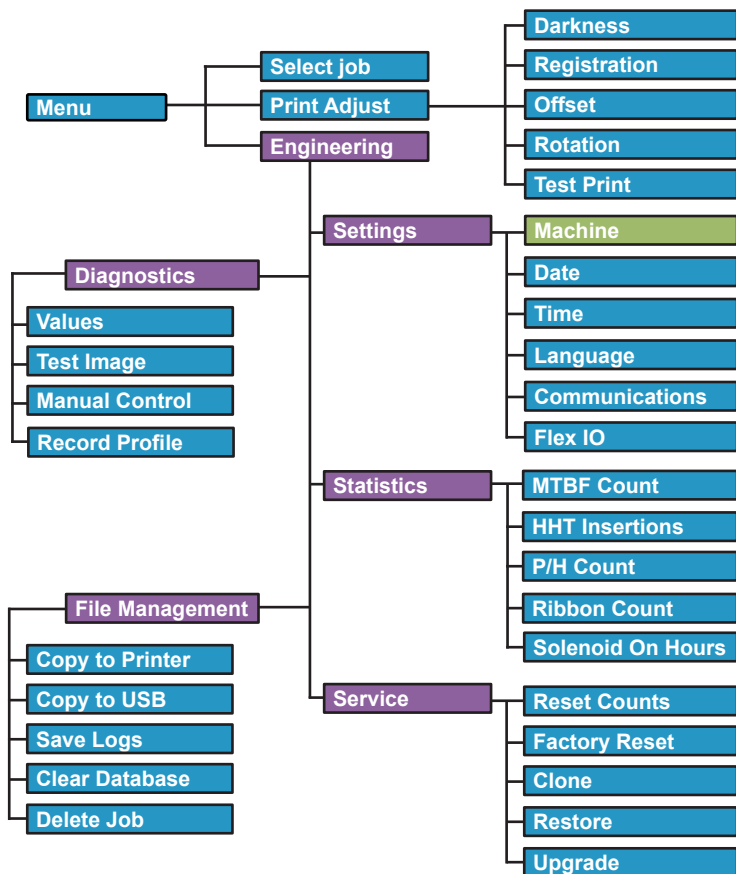 Menu
Select job
Print Adjust
Engineering
Darkness
Registration
Offset
Rotation
Test Print
Settings
Machine
Date
Time
Language
Communications
Flex IO
Diagnostics
Values
Test Image
Manual Control
Record Profile
Statistics
MTBF Count
HHT Insertions
P/H Count
Ribbon Count
Solenoid On Hours
File Management
Copy to Printer
Copy to USB
Save Logs
Clear Database
Delete Job
Service
Reset Counts
Factory Reset
Clone
Restore
Upgrade